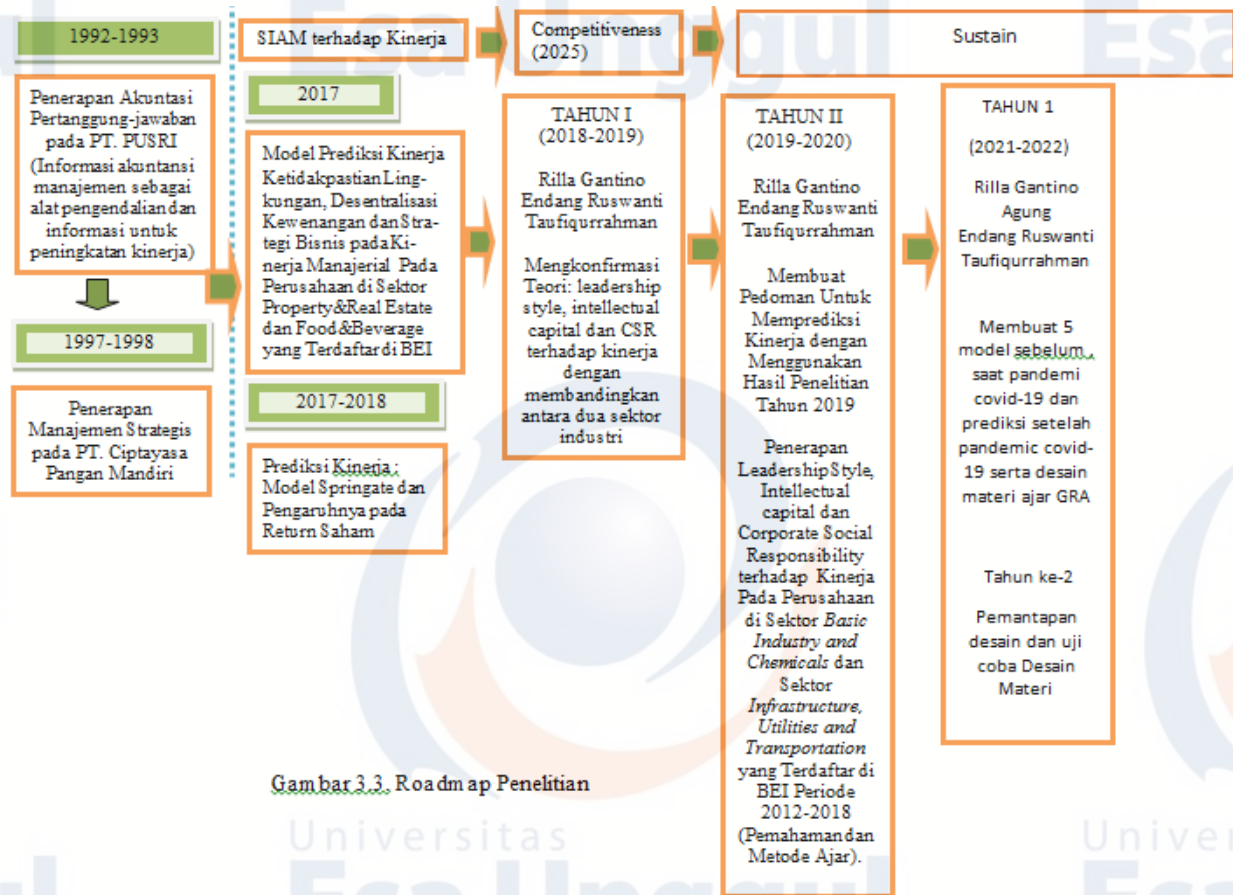 1992-1993
Penerapan Akuntasi
Pertanggung-jawaban
pada PT. PUSRI
(Informasi akuntansi
manajemen sebagai
alat pengendalian dan
informasi untuk
peningkatan kinerja)
1997-1998
Penerapan
Manajemen Strategis
pada PT. Ciptayasa
Pangan Mandiri
SIAM terhadap Kinerja
2017
Model Prediksi Kinerja
Ketidakpastian Ling-
kungan, Desentralisasi
Kewenangan dan Stra-
tegi Bisnis pada Ki-
nerja Manajerial Pada
Perusahaan di Sektor
Property&Real Estate
dan Food&Beverage
yang Terdaftar di BEI
2017-2018
Prediksi Kinerja :
Model Springate dan
Pengaruhnya pada
Return Saham
Competitiveness
(2025)
TAHUN I
(2018-2019)
Rilla Gantino
Endang Ruswanti
Taufiqurrahman
Mengkonfirmasi
Teori: leadership
style, intellectual
capital dan CSR
terhadap kinerja
dengan
membandingkan
antara dua sektor
industri
Sustain
TAHUN II
(2019-2020)
Rilla Gantino
Endang Ruswanti
Taufiqurrahman
Membuat
Pedoman Untuk
Memprediksi
Kinerja dengan
Menggunakan
Hasil Penelitian
Tahun 2019
Penerapan
Leadership Style,
Intellectual
capital dan
Corporate Social
Responsibility
terhadap Kinerja
Pada Perusahaan
di Sektor Basic
Industry and
Chemicals dan
Sektor
Infrastructure,
Utilities and
Transportation
yang Terdaftar di
BEI Periode
2012-2018
(Pemahaman dan
Metode Ajar).
TAHUN 1
(2021-2022)
Rilla Gantino
Agung
Endang Ruswanti
Taufiqurrahman
Membuat 5
model sebelum ,
saat pandemi
covid-19 dan
prediksi setelah
pandemic covid-
19 serta desain
materi ajar GRA
Tahun ke-2
Pemantapan
desain dan uji
coba Desain
Materi
Gambar 3.3. Roadmap Penelitian
Esa Unggul
Esa
Universitas
Esa Unggul
Univer
Esa